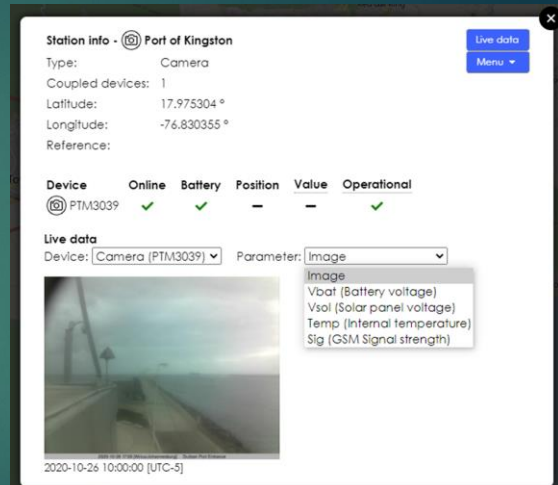 Station info - Port of Kingston
Live data
Type: Camera
Menu
Coupled devices: 1
Latitude: 17.975304 °
Longitude: -76.830355 °
Reference:
Device Online Battery Position Value Operational
PTM3039
Live data
Device: Camera (PTM3039) Parameter: Image
Image
Vbat (Battery voltage)
Vsol (Solar panel voltage)
Temp (Internal temperature)
Sig (GSM Signal strength)
2020-10-26 10:00:00 [UTC-5]